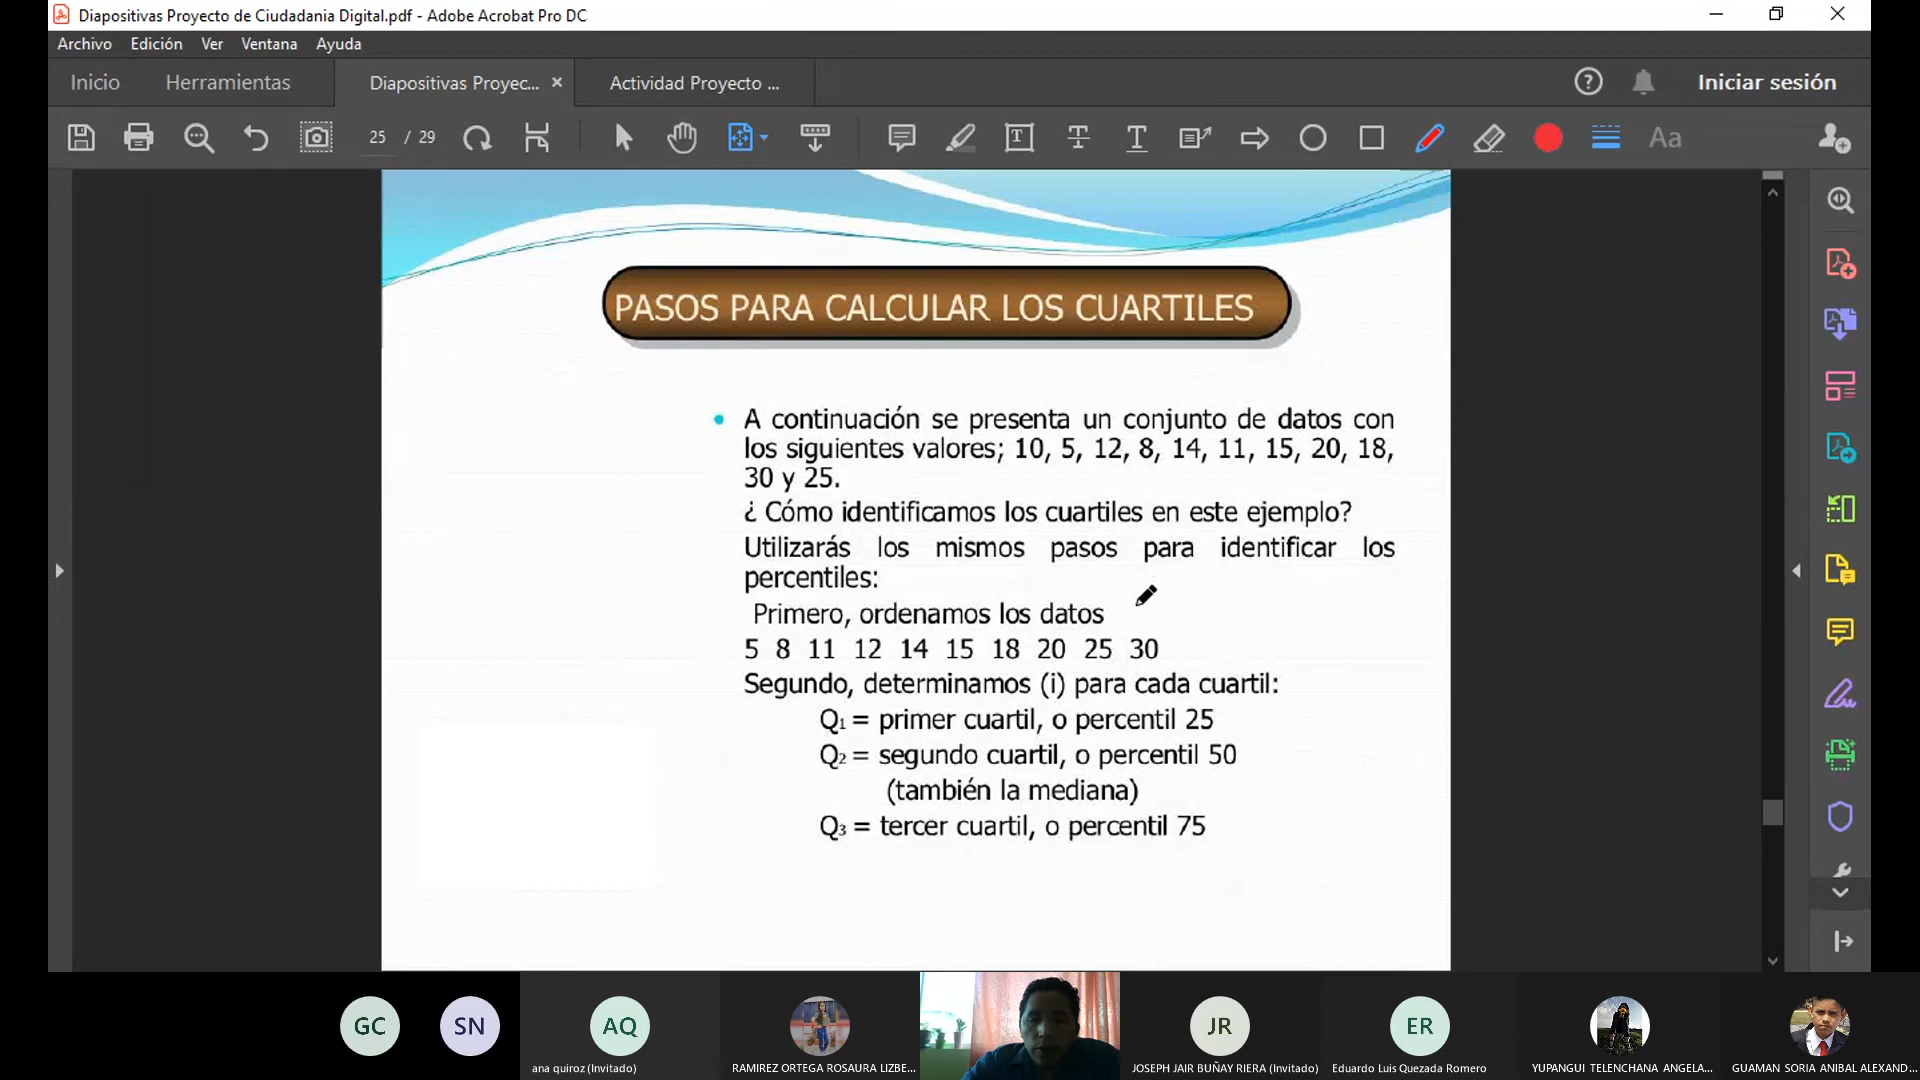 Diapositivas Proyecto de Ciudadania Digital.pdf - Adobe Acrobat Pro DC
Archivo Edición Ver Ventana Ayuda
Inicio Herramientas Diapositivas Proyec... × Actividad Proyecto ... Iniciar sesión
25 / 29 Aa
PASOS PARA CALCULAR LOS CUARTILES
• A continuación se presenta un conjunto de datos con
los siguientes valores; 10, 5, 12, 8, 14, 11, 15, 20, 18,
30 y 25.
¿ Cómo identificamos los cuartiles en este ejemplo?
Utilizarás los mismos pasos para identificar los
percentiles:
Primero, ordenamos los datos
5 8 11 12 14 15 18 20 25 30
Segundo, determinamos (i) para cada cuartil:
Q1 = primer cuartil, o percentil 25
Q2 = segundo cuartil, o percentil 50
(también la mediana)
Q3 = tercer cuartil, o percentil 75
GC SN AQ JR ER
ana quiroz (Invitado) RAMIREZ ORTEGA ROSAURA LIZBE... JOSEPH JAIR BUÑAY RIERA (Invitado) Eduardo Luis Quezada Romero YUPANGUI TELENCHANA ANGELA... GUAMAN SORIA ANIBAL ALEXAND...